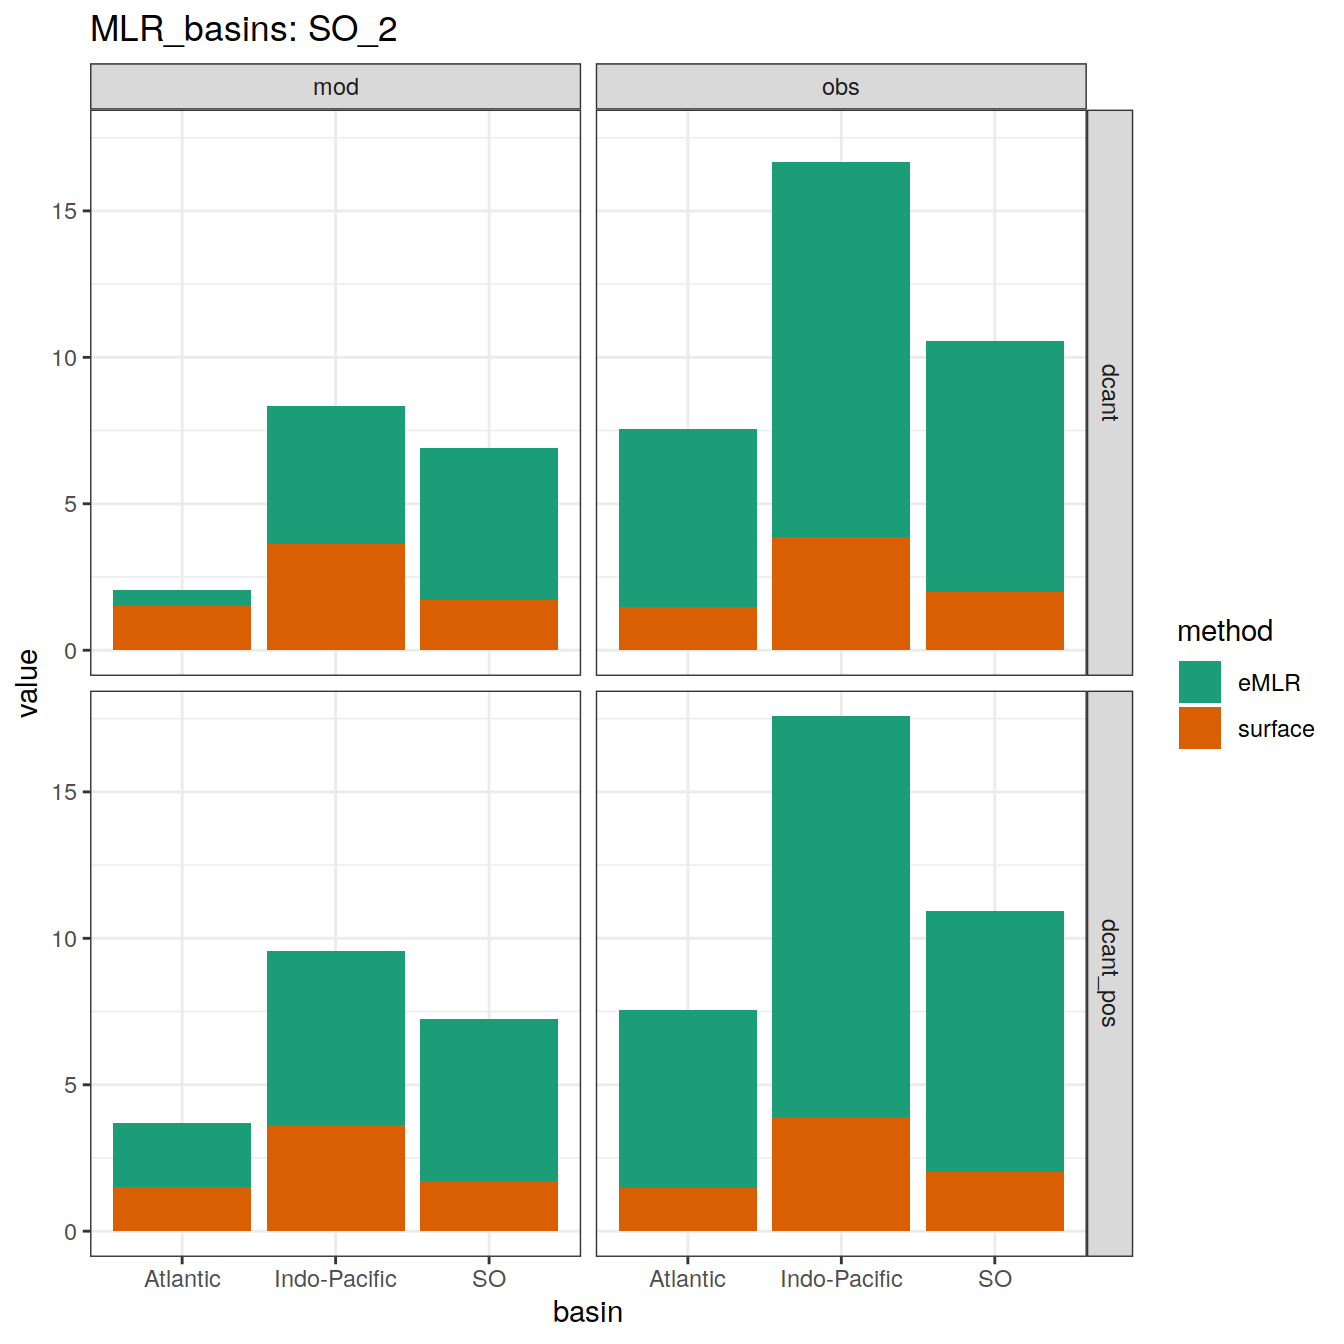 MLR_basins: SO_2
mod
obs
15
10
5
0
dcant
15
10
5
0
dcant_pos
value
Atlantic
Indo-Pacific
SO
Atlantic
Indo-Pacific
SO
basin
method
eMLR
surface